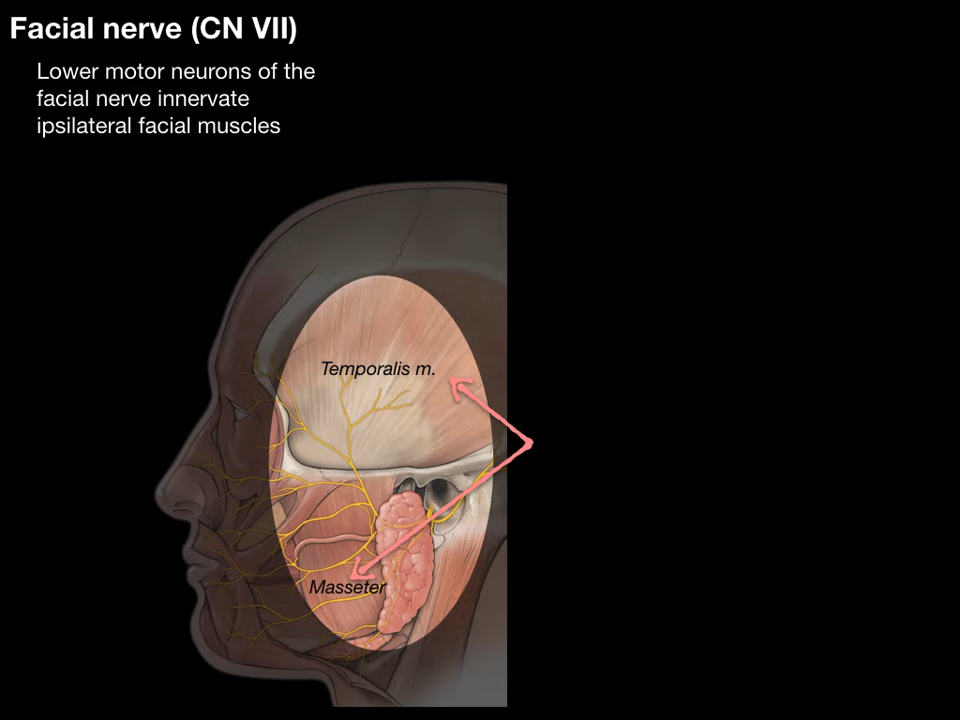 Facial nerve (CN VII)
Lower motor neurons of the
facial nerve innervate
ipsilateral facial muscles
Temporalis m.
Masseter